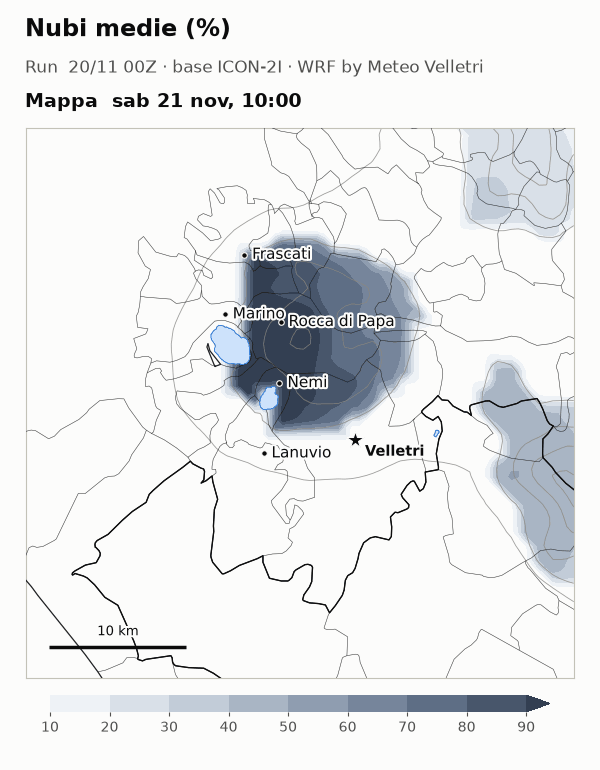 Nubi medie (%)
Run  20/11 00Z · base ICON-2I · WRF by Meteo Velletri
Mappa  sab 21 nov, 10:00
Frascati
Marino
Rocca di Papa
Nemi
Velletri
Lanuvio
10 km
10 20 30 40 50 60 70 80 90